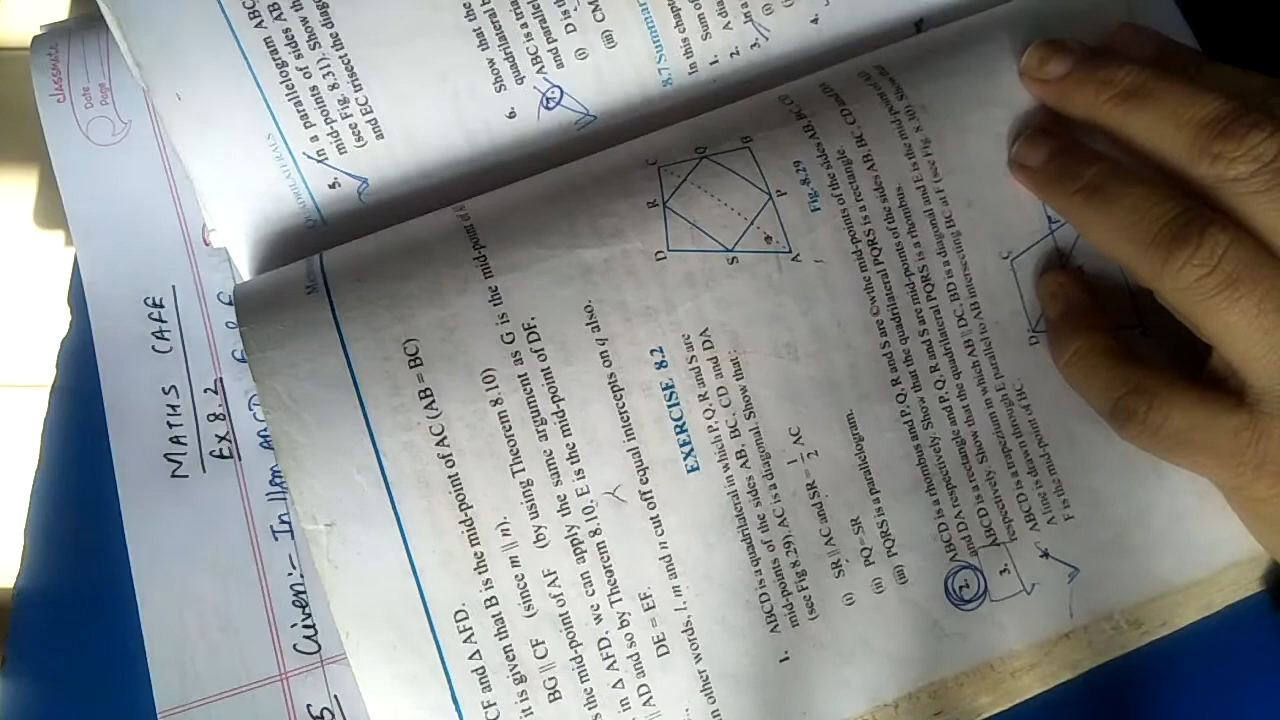 classmate
Date
Page
MATHS CAFE
Ex 8.2
Given:- In ||gm ABCD
QUADRILATERALS
5. In a parallelogram ABC
mid-points of sides AB
(see Fig. 8.31). Show th
and EC trisect the diag
6. Show that the
quadrilateral b
7. ABC is a tria
and parallel
(i) D is th
(iii) CM
8.7 Summar
In this chapt
1. Sum of
2. A dia
3. In a
(i)
4.
CF and Δ AFD.
it is given that B is the mid-point of AC (AB = BC)
BG || CF (since m || n).
s the mid-point of AF (by using Theorem 8.10)
in Δ AFD, we can apply the same argument as G is the mid-point of
|| AD and so by Theorem 8.10, E is the mid-point of DF,
DE = EF.
n other words, l, m and n cut off equal intercepts on q also.
EXERCISE 8.2
1. ABCD is a quadrilateral in which P, Q, R and S are
mid-points of the sides AB, BC, CD and DA
(see Fig 8.29). AC is a diagonal. Show that:
(i) SR || AC and SR = 1/2 AC
(ii) PQ = SR
(iii) PQRS is a parallelogram.
D R C
S Q
A P B
Fig. 8.29
2. ABCD is a rhombus and P, Q, R and S are the mid-points of the sides AB, BC, CD
and DA respectively. Show that the quadrilateral PQRS is a rectangle.
3. ABCD is a rectangle and P, Q, R and S are mid-points of the sides AB, BC, CD and DA
respectively. Show that the quadrilateral PQRS is a rhombus.
ABCD is a trapezium in which AB || DC, BD is a diagonal and E is the mid-point of AD.
A line is drawn through E parallel to AB intersecting BC at F (see Fig. 8.30). Show that
F is the mid-point of BC.
D C
F